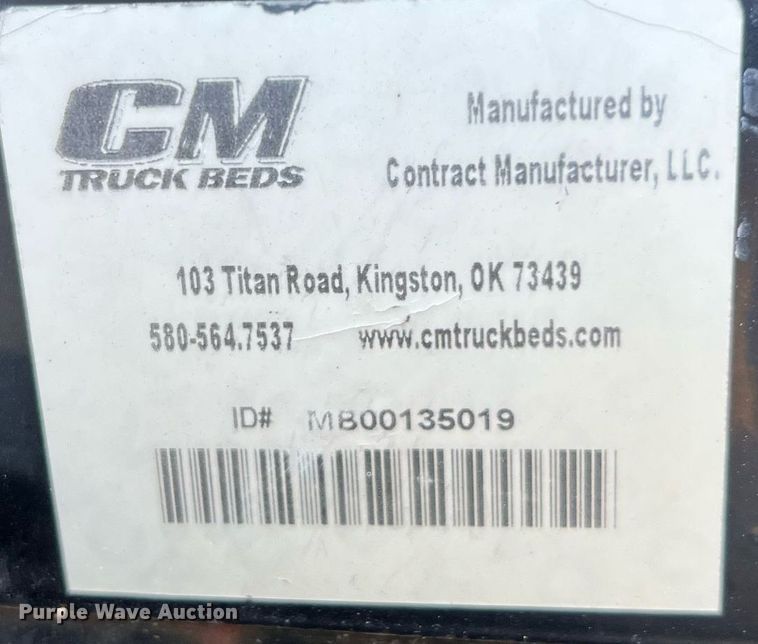 CM
TRUCK BEDS
Manufactured by
Contract Manufacturer, LLC.
103 Titan Road, Kingston, OK 73439
580-564.7537 www.cmtruckbeds.com
ID# MB00135019
Purple Wave Auction